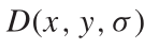 D(x, y, σ)